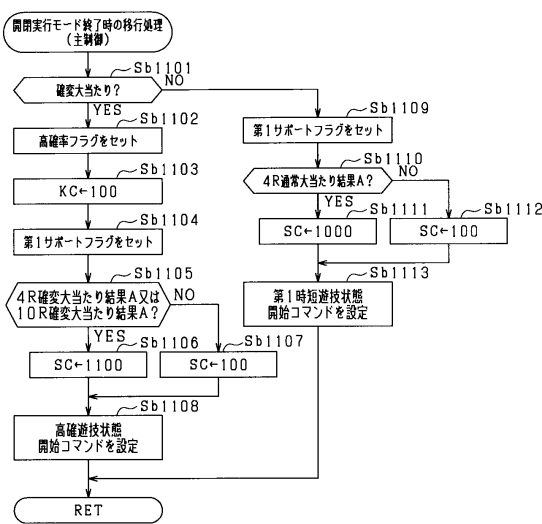 開閉実行モード終了時の移行処理
(主制御)
Sb1101
確変大当たり?
NO
YES
Sb1102
高確率フラグをセット
Sb1103
KC←100
Sb1104
第1サポートフラグをセット
Sb1105
4R確変大当たり結果A又は
10R確変大当たり結果A?
NO
YES
Sb1106
SC←1100
Sb1107
SC←100
Sb1108
高確遊技状態
開始コマンドを設定
Sb1109
第1サポートフラグをセット
Sb1110
4R通常大当たり結果A?
NO
YES
Sb1111
SC←1000
Sb1112
SC←100
Sb1113
第1時短遊技状態
開始コマンドを設定
RET